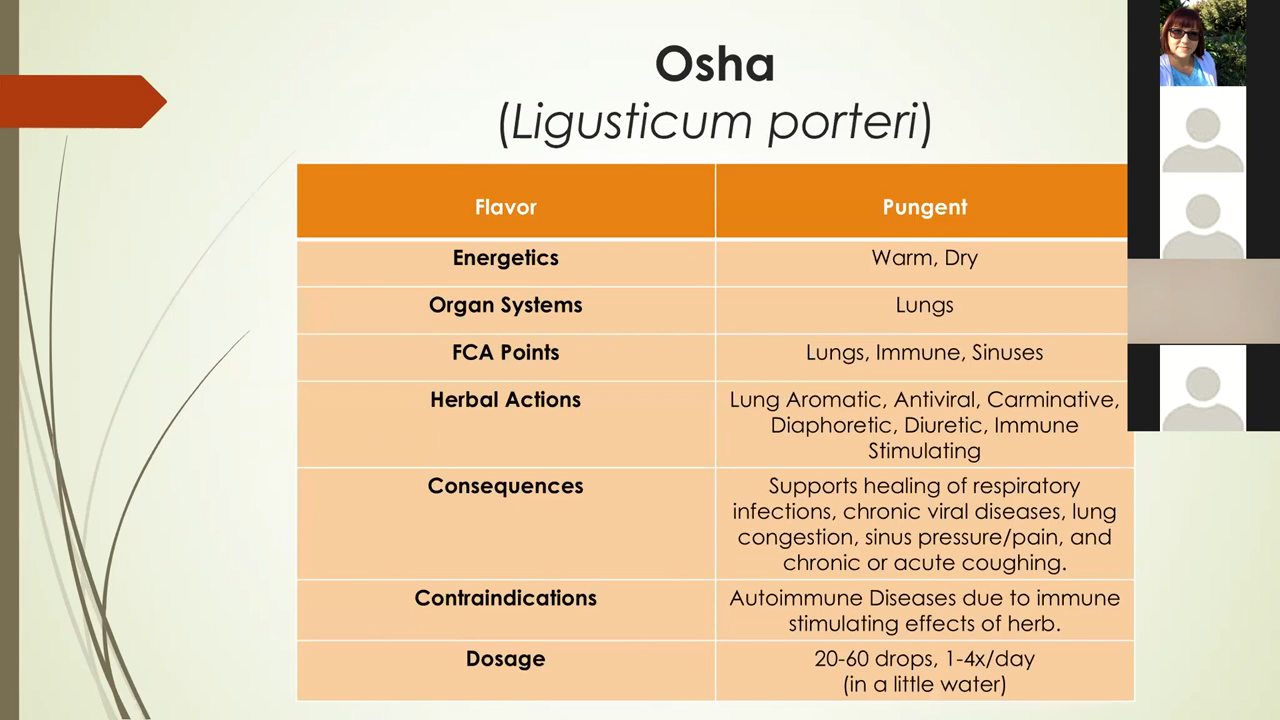 Osha
(Ligusticum porteri)
Flavor
Pungent
Energetics
Warm, Dry
Organ Systems
Lungs
FCA Points
Lungs, Immune, Sinuses
Herbal Actions
Lung Aromatic, Antiviral, Carminative,
Diaphoretic, Diuretic, Immune
Stimulating
Consequences
Supports healing of respiratory
infections, chronic viral diseases, lung
congestion, sinus pressure/pain, and
chronic or acute coughing.
Contraindications
Autoimmune Diseases due to immune
stimulating effects of herb.
Dosage
20-60 drops, 1-4x/day
(in a little water)